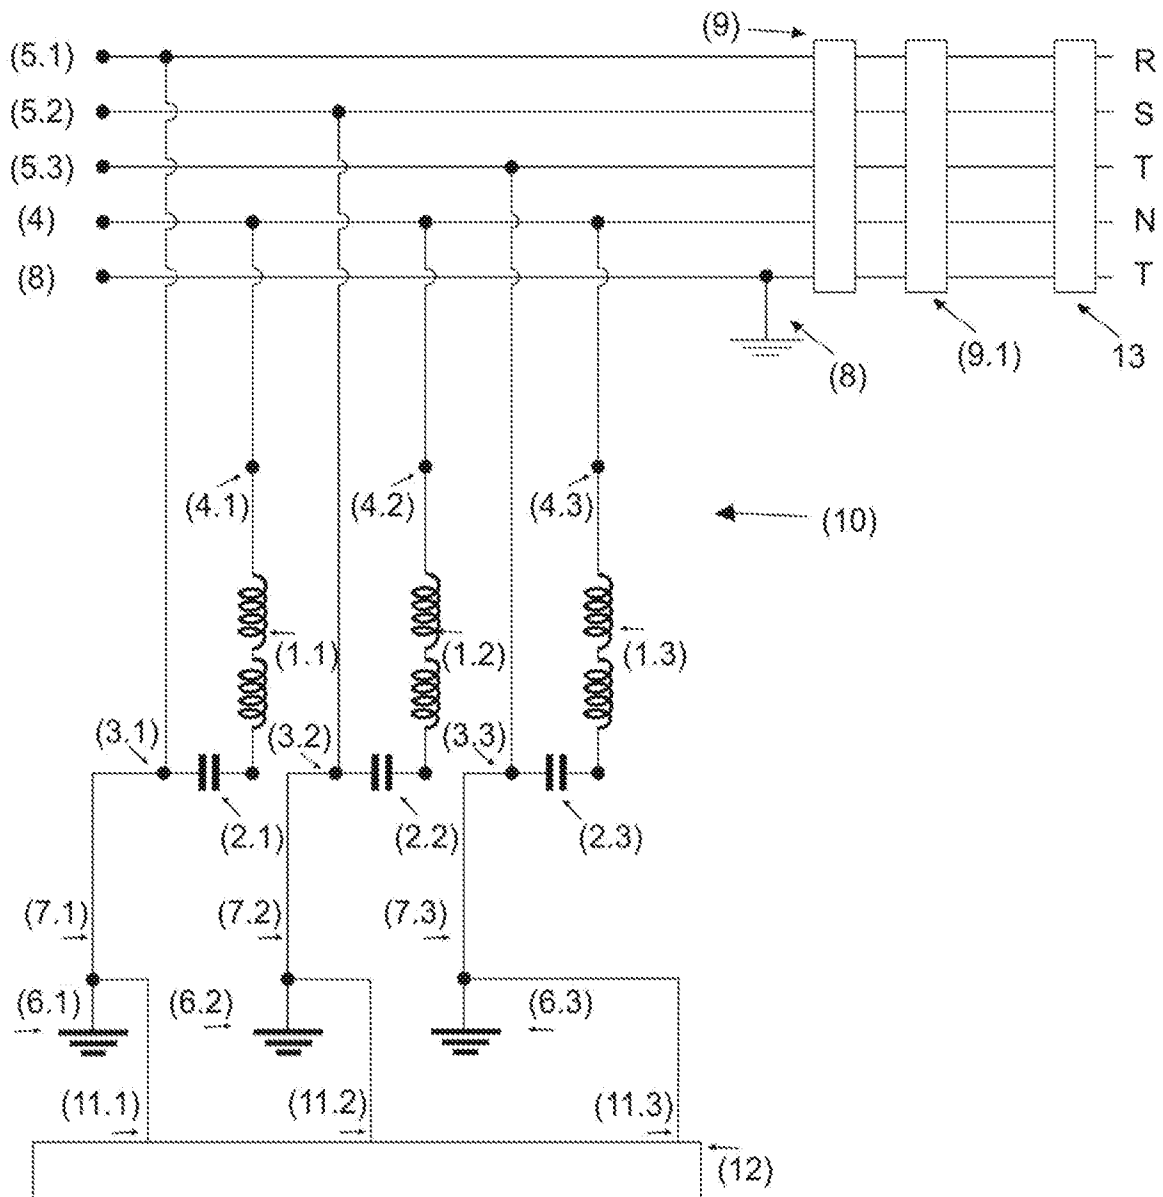 (9)
(5.1) R
(5.2) S
(5.3) T
(4) N
(8) T
(8) (9.1) 13
(4.1) (4.2) (4.3) (10)
(1.1) (1.2) (1.3)
(3.1) (3.2) (3.3)
(2.1) (2.2) (2.3)
(7.1) (7.2) (7.3)
(6.1) (6.2) (6.3)
(11.1) (11.2) (11.3)
(12)